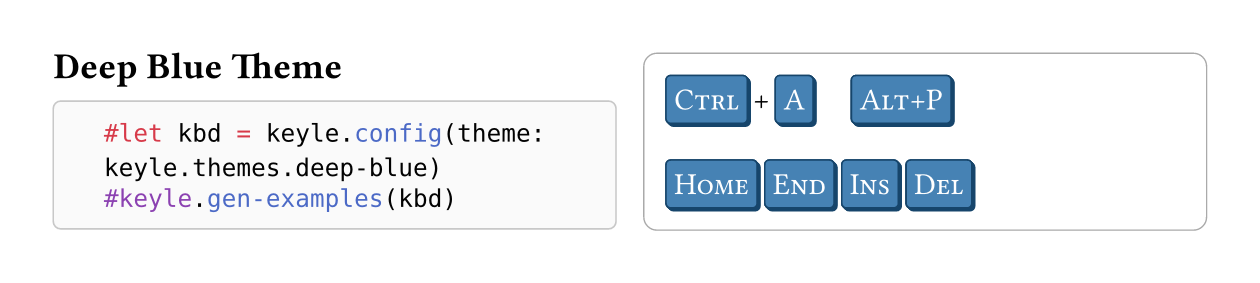 Deep Blue Theme
#let kbd = keyle.config(theme:
keyle.themes.deep-blue)
#keyle.gen-examples(kbd)
Ctrl + A Alt+P
Home End Ins Del